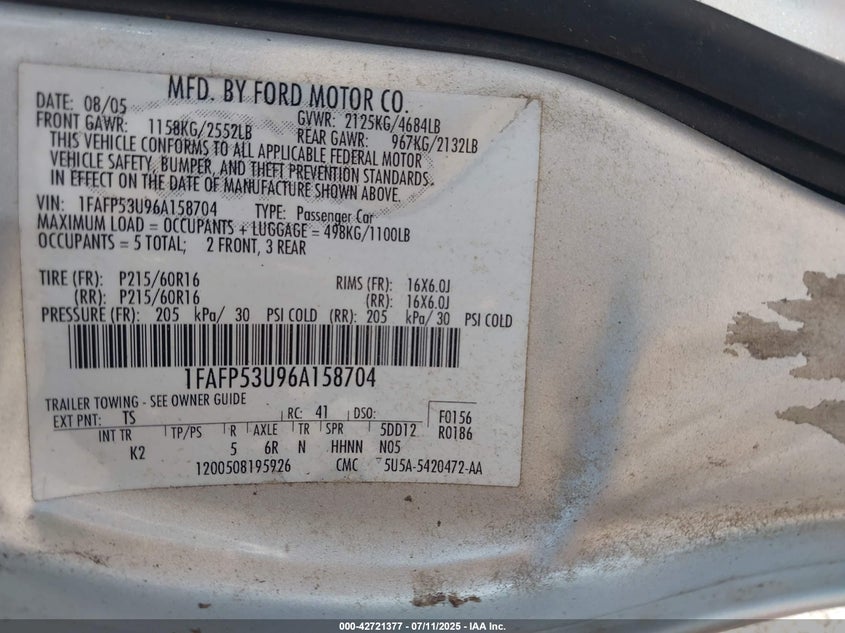 MFD. BY FORD MOTOR CO.
DATE: 08/05 GVWR: 2125KG/4684LB
FRONT GAWR: 1158KG/2552LB REAR GAWR: 967KG/2132LB
THIS VEHICLE CONFORMS TO ALL APPLICABLE FEDERAL MOTOR
VEHICLE SAFETY, BUMPER, AND THEFT PREVENTION STANDARDS
IN EFFECT ON THE DATE OF MANUFACTURE SHOWN ABOVE.
VIN: 1FAFP53U96A158704 TYPE: Passenger Car
MAXIMUM LOAD = OCCUPANTS + LUGGAGE = 498KG/1100LB
OCCUPANTS = 5 TOTAL; 2 FRONT, 3 REAR
TIRE (FR): P215/60R16 RIMS (FR): 16X6.0J
(RR): P215/60R16 (RR): 16X6.0J
PRESSURE (FR): 205 kPa/ 30 PSI COLD (RR): 205 kPa/ 30 PSI COLD
1FAFP53U96A158704
TRAILER TOWING - SEE OWNER GUIDE
EXT PNT: TS RC: 41 DSO: F0156
INT TR TP/PS R AXLE TR SPR 5DD12 R0186
K2 5 6R N HHNN N05
1200508195926 CMC 5U5A-5420472-AA
000-42721377 - 07/11/2025 - IAA Inc.